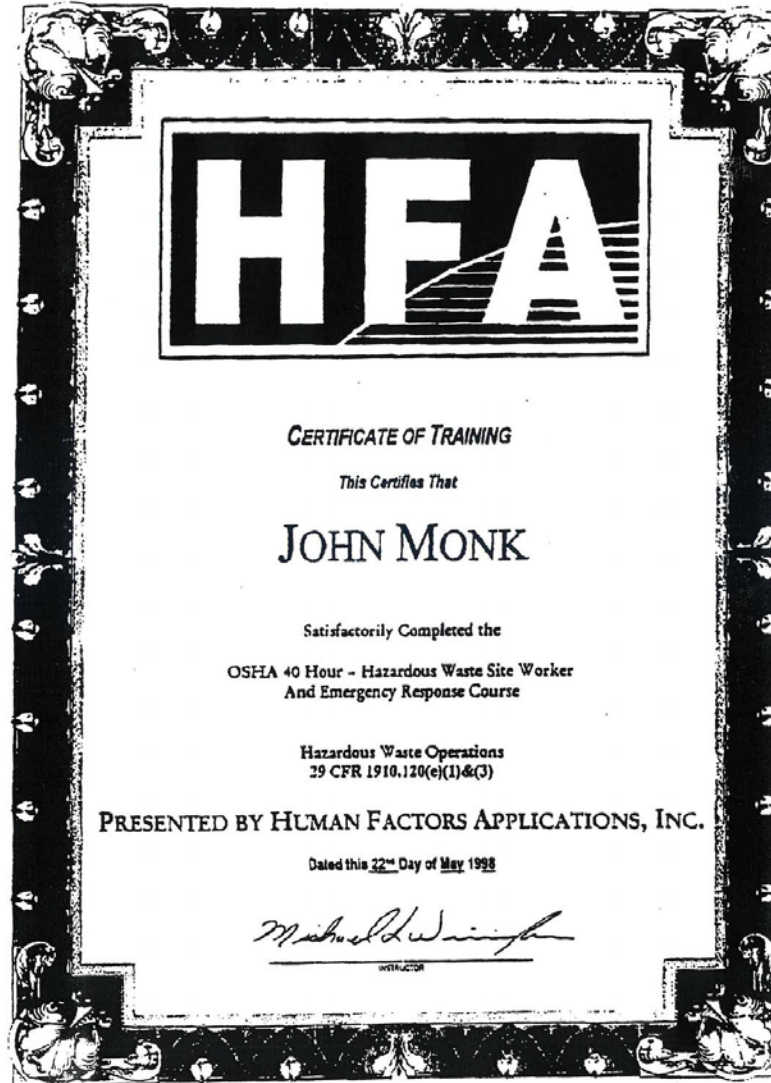 HFA
CERTIFICATE OF TRAINING
This Certifies That
JOHN MONK
Satisfactorily Completed the
OSHA 40 Hour - Hazardous Waste Site Worker
And Emergency Response Course
Hazardous Waste Operations
29 CFR 1910.120(e)(1)&(3)
PRESENTED BY HUMAN FACTORS APPLICATIONS, INC.
Dated this 22nd Day of May 1998
Michael L
INSTRUCTOR